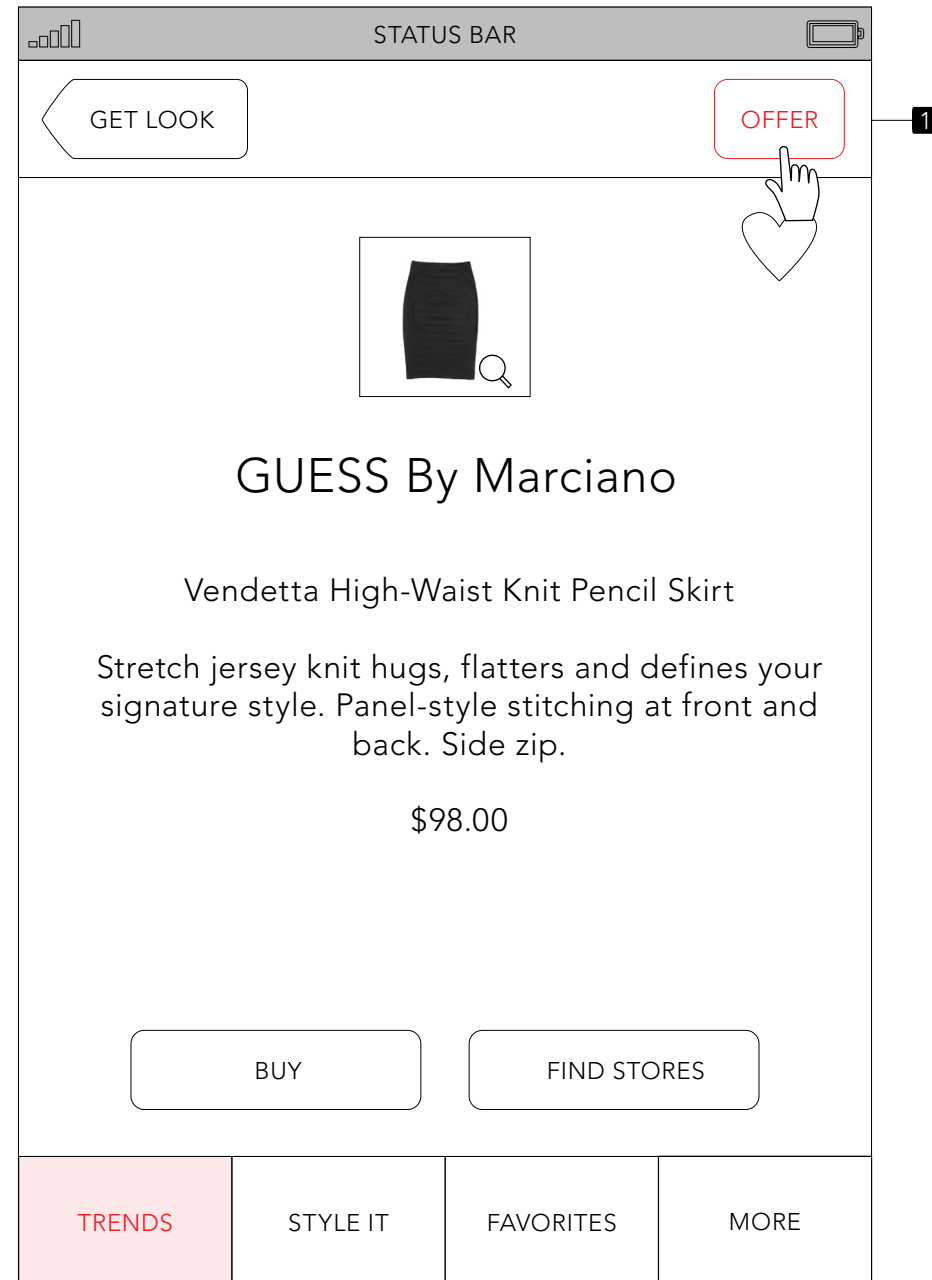 STATUS BAR
GET LOOK
OFFER
1
GUESS By Marciano
Vendetta High-Waist Knit Pencil Skirt
Stretch jersey knit hugs, flatters and defines your
signature style. Panel-style stitching at front and
back. Side zip.
$98.00
BUY
FIND STORES
TRENDS
STYLE IT
FAVORITES
MORE